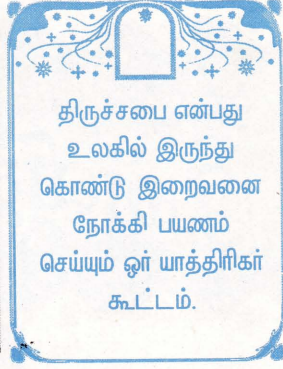 திருச்சபை என்பது
உலகில் இருந்து
கொண்டு இறைவனை
நோக்கி பயணம்
செய்யும் ஓர் யாத்திரிகர்
கூட்டம்.